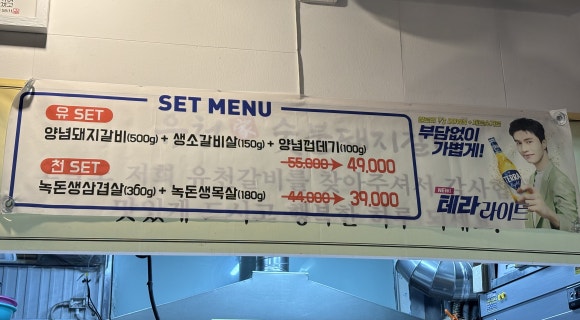 SET MENU
유 SET
양념돼지갈비(500g) + 생소갈비살(150g) + 양념껍데기(100g)
55,000 → 49,000
천 SET
녹돈생삼겹살(360g) + 녹돈생목살(180g)
44,000 → 39,000
부담없이
가볍게!
TERRA
NEW!
테라 라이트